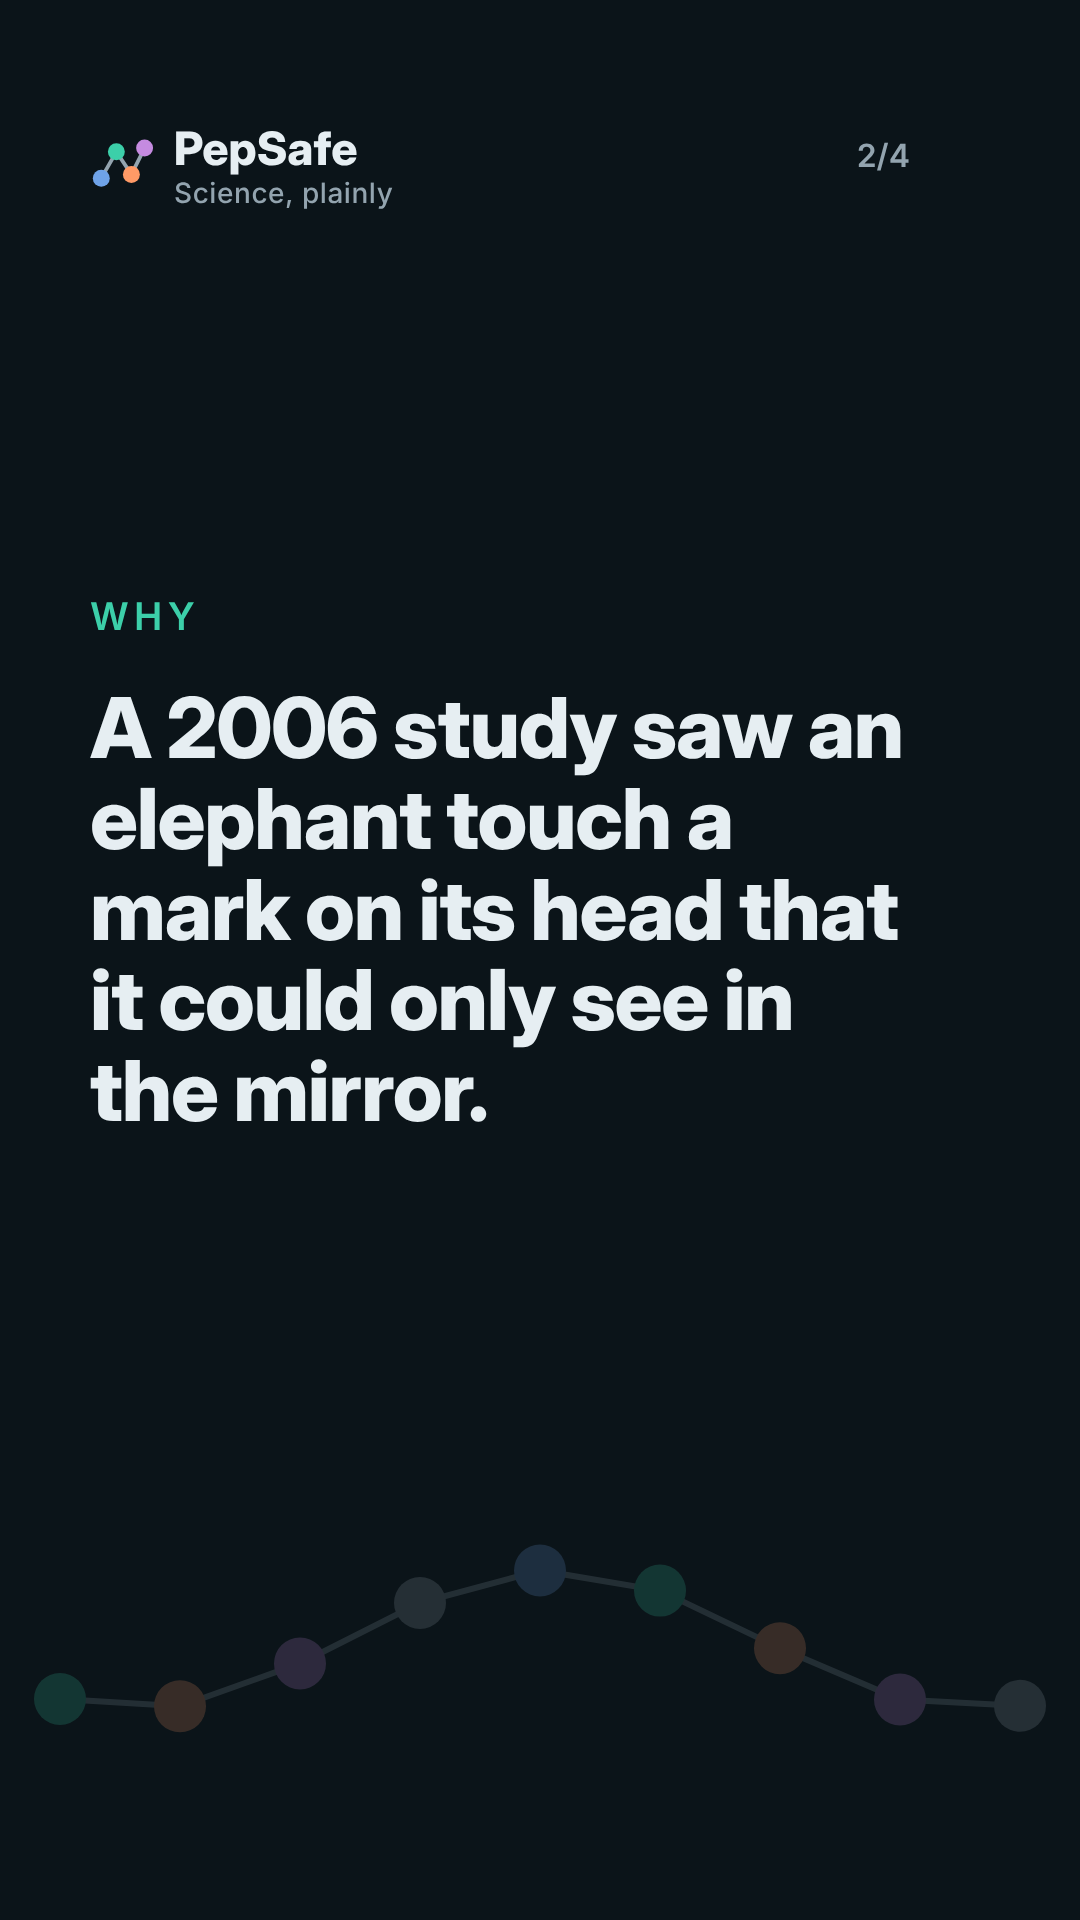 PepSafe
Science, plainly
2/4
WHY
A 2006 study saw an
elephant touch a
mark on its head that
it could only see in
the mirror.